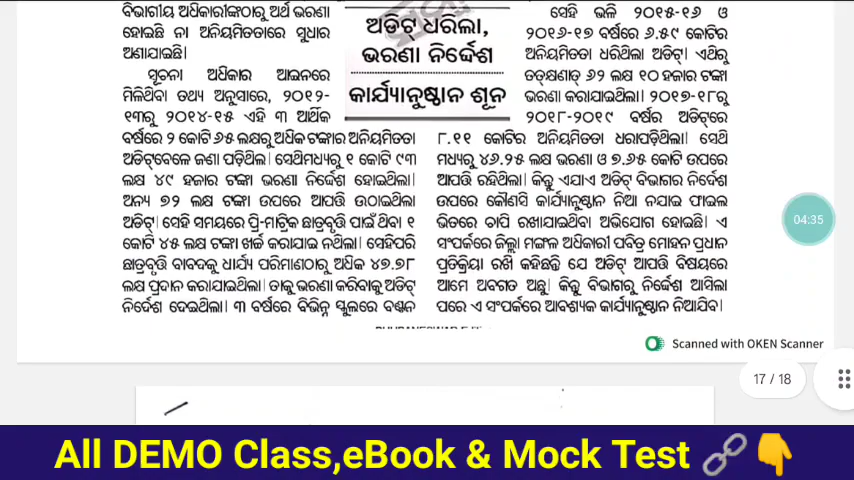 ବିଭାଗୀୟ ଅଧିକାରୀଙ୍କଠାରୁ ଅର୍ଥ ଭରଣା
ହୋଇଛି ନା ଅନିୟମିତତାରେ ସୁଧାର
ଅଣାଯାଇଛି।
ସୂଚନା ଅଧିକାର ଆଇନରେ
ମିଳିଥିବା ତଥ୍ୟ ଅନୁସାରେ, ୨୦୧୨-
୧୩ରୁ ୨୦୧୪-୧୫ ଏହି ୩ ଆର୍ଥିକ
ବର୍ଷରେ ୨ କୋଟି ୬୫ ଲକ୍ଷରୁ ଅଧିକ ଟଙ୍କାର ଅନିୟମିତତା
ଅଡିଟ୍‌ବେଳେ ଜଣା ପଡ଼ିଥିଲା। ସେଥିମଧ୍ୟରୁ ୧ କୋଟି ୯୩
ଲକ୍ଷ ୪୯ ହଜାର ଟଙ୍କା ଭରଣା ନିର୍ଦ୍ଦେଶ ହୋଇଥିଲା।
ଅନ୍ୟ ୭୨ ଲକ୍ଷ ଟଙ୍କା ଉପରେ ଆପତ୍ତି ଉଠାଇଥିଲା
ଅଡିଟ୍‌। ସେହି ସମୟରେ ପ୍ରି-ମାଟ୍ରିକ ଛାତ୍ରବୃତ୍ତି ପାଇଁ ଥିବା ୧
କୋଟି ୪୫ ଲକ୍ଷ ଟଙ୍କା ଖର୍ଚ୍ଚ କରାଯାଇ ନଥିଲା। ସେହିପରି
ଛାତ୍ରବୃତ୍ତି ବାବଦକୁ ଧାର୍ଯ୍ୟ ପରିମାଣଠାରୁ ଅଧିକ ୪୭.୭୮
ଲକ୍ଷ ପ୍ରଦାନ କରାଯାଇଥିଲା। ତାକୁ ଭରଣା କରିବାକୁ ଅଡିଟ୍
ନିର୍ଦେଶ ଦେଇଥିଲା। ୩ ବର୍ଷରେ ବିଭିନ୍ନ ସ୍କୁଲରେ ବଣ୍ଟନ
ଅଡିଟ୍ ଧରିଲା,
ଭରଣା ନିର୍ଦ୍ଦେଶ
କାର୍ଯ୍ୟାନୁଷ୍ଠାନ ଶୂନ
ସେହି ଭଳି ୨୦୧୫-୧୬ ଓ
୨୦୧୬-୧୭ ବର୍ଷରେ ୬.୫୯ କୋଟିର
ଅନିୟମିତତା ଧରିଥିଲା ଅଡିଟ୍‌। ଏଥିରୁ
ତତ୍‌କ୍ଷଣାତ୍ ୬୨ ଲକ୍ଷ ୧୦ ହଜାର ଟଙ୍କା
ଭରଣା କରାଯାଇଥିଲା। ୨୦୧୭-୧୮ରୁ
୨୦୧୮-୨୦୧୯ ବର୍ଷର ଅଡିଟ୍‌ରେ
୮.୧୧ କୋଟିର ଅନିୟମିତତା ଧରାପଡ଼ିଥିଲା। ସେଥି
ମଧ୍ୟରୁ ୪୬.୨୫ ଲକ୍ଷ ଭରଣା ଓ ୭.୬୫ କୋଟି ଉପରେ
ଆପତ୍ତି ରହିଥିଲା। କିନ୍ତୁ ଏଯାଏ ଅଡିଟ୍ ବିଭାଗର ନିର୍ଦେଶ
ଉପରେ କୌଣସି କାର୍ଯ୍ୟାନୁଷ୍ଠାନ ନିଆ ନଯାଇ ଫାଇଲ
ଭିତରେ ଚାପି ରଖାଯାଇଥିବା ଅଭିଯୋଗ ହୋଇଛି। ଏ
ସଂପର୍କରେ ଜିଲ୍ଲା ମଙ୍ଗଳ ଅଧିକାରୀ ପବିତ୍ର ମୋହନ ପ୍ରଧାନ
ପ୍ରତିକ୍ରିୟା ରଖି କହିଛନ୍ତି ଯେ ଅଡିଟ୍ ଆପତ୍ତି ବିଷୟରେ
ଆମେ ଅବଗତ ଅଛୁ। କିନ୍ତୁ ବିଭାଗରୁ ନିର୍ଦ୍ଦେଶ ଆସିଲା
ପରେ ଏ ସଂପର୍କରେ ଆବଶ୍ୟକ କାର୍ଯ୍ୟାନୁଷ୍ଠାନ ନିଆଯିବ।
04:35
Scanned with OKEN Scanner
17 / 18
All DEMO Class,eBook & Mock Test 🔗👇